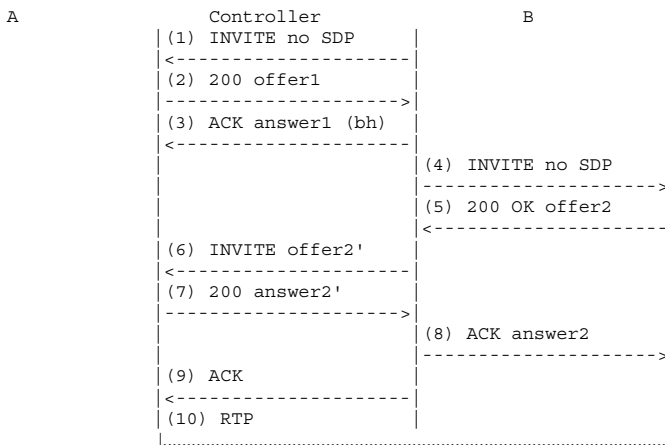 A Controller B
(1) INVITE no SDP
(2) 200 offer1
(3) ACK answer1 (bh)
(4) INVITE no SDP
(5) 200 OK offer2
(6) INVITE offer2'
(7) 200 answer2'
(8) ACK answer2
(9) ACK
(10) RTP